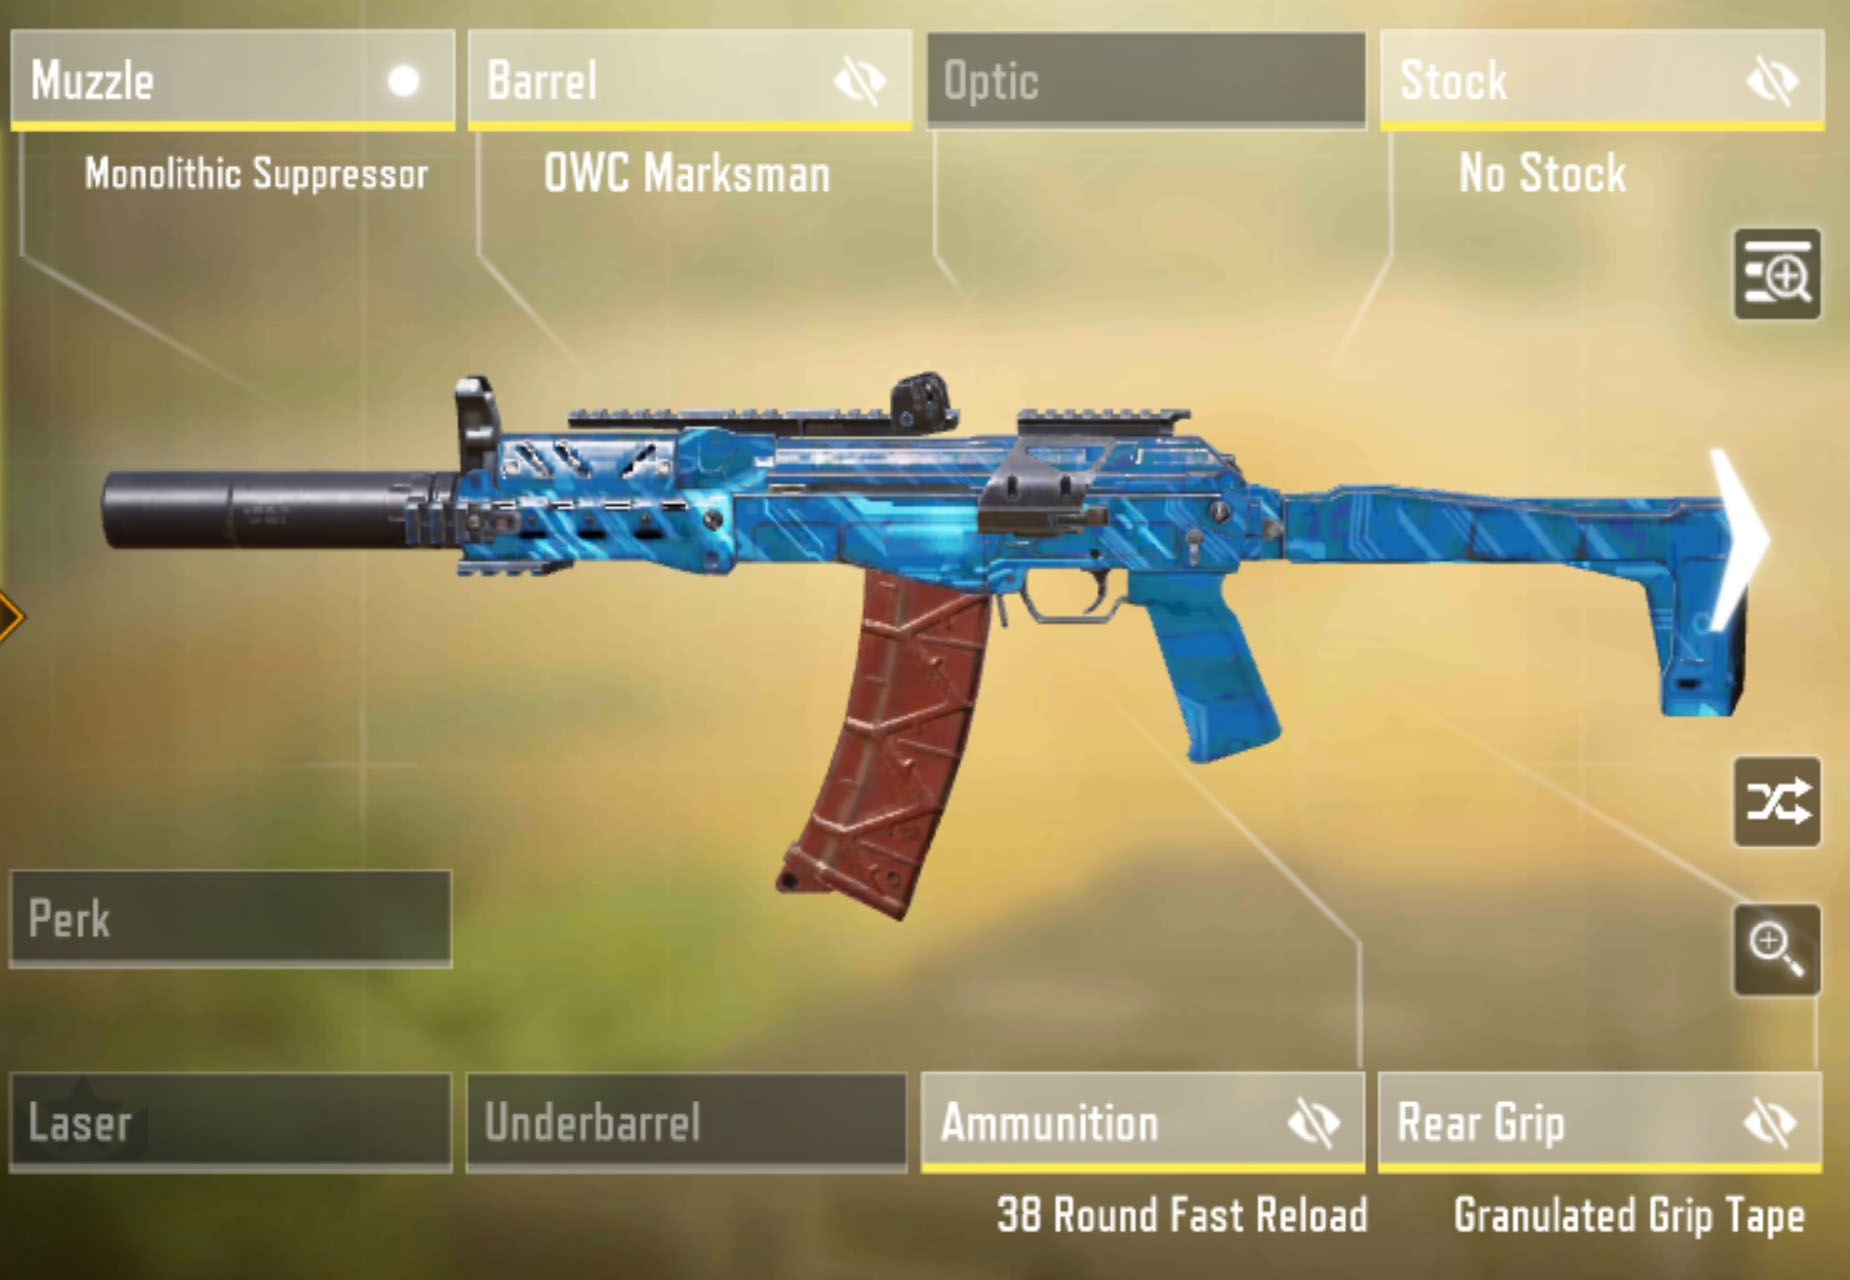 Muzzle
Barrel
Optic
Stock
Monolithic Suppressor
OWC Marksman
No Stock
Perk
Laser
Underbarrel
Ammunition
Rear Grip
38 Round Fast Reload
Granulated Grip Tape